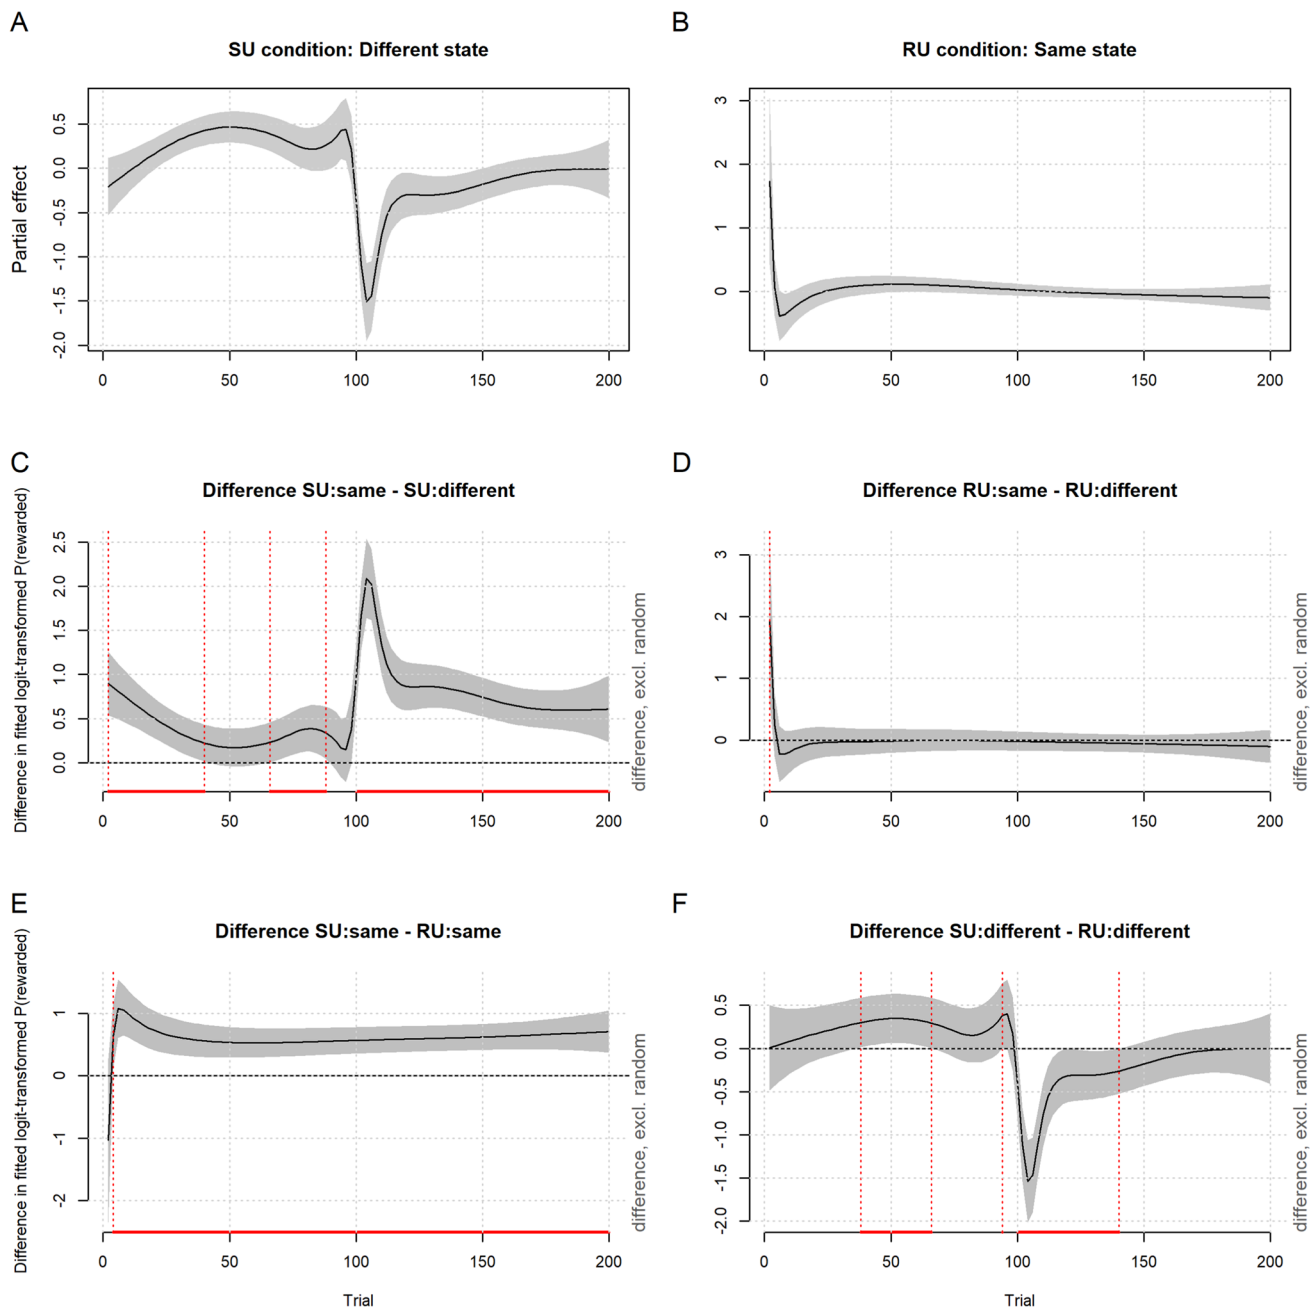 A
B
SU condition: Different state
RU condition: Same state
Partial effect
0.5
0.0
-0.5
-1.0
-1.5
-2.0
0 50 100 150 200
3
2
1
0
0 50 100 150 200
C
D
Difference SU:same - SU:different
Difference RU:same - RU:different
Difference in fitted logit-transformed P(rewarded)
2.5
2.0
1.5
1.0
0.5
0.0
0 50 100 150 200
difference, excl. random
3
2
1
0
0 50 100 150 200
difference, excl. random
E
F
Difference SU:same - RU:same
Difference SU:different - RU:different
Difference in fitted logit-transformed P(rewarded)
1
0
-1
-2
0 50 100 150 200
Trial
difference, excl. random
0.5
0.0
-0.5
-1.0
-1.5
-2.0
0 50 100 150 200
Trial
difference, excl. random